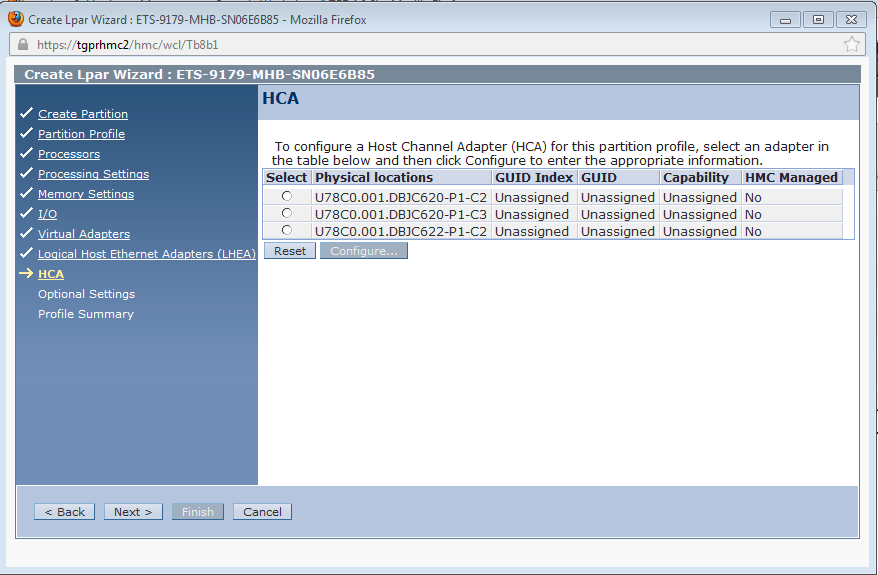 Create Lpar Wizard : ETS-9179-MHB-SN06E6B85 - Mozilla Firefox
https://tgprhmc2/hmc/wcl/Tb8b1
Create Lpar Wizard : ETS-9179-MHB-SN06E6B85
Create Partition
Partition Profile
Processors
Processing Settings
Memory Settings
I/O
Virtual Adapters
Logical Host Ethernet Adapters (LHEA)
HCA
Optional Settings
Profile Summary
HCA
To configure a Host Channel Adapter (HCA) for this partition profile, select an adapter in
the table below and then click Configure to enter the appropriate information.
Select Physical locations GUID Index GUID Capability HMC Managed
U78C0.001.DBJC620-P1-C2 Unassigned Unassigned Unassigned No
U78C0.001.DBJC620-P1-C3 Unassigned Unassigned Unassigned No
U78C0.001.DBJC622-P1-C2 Unassigned Unassigned Unassigned No
Reset Configure...
< Back Next > Finish Cancel